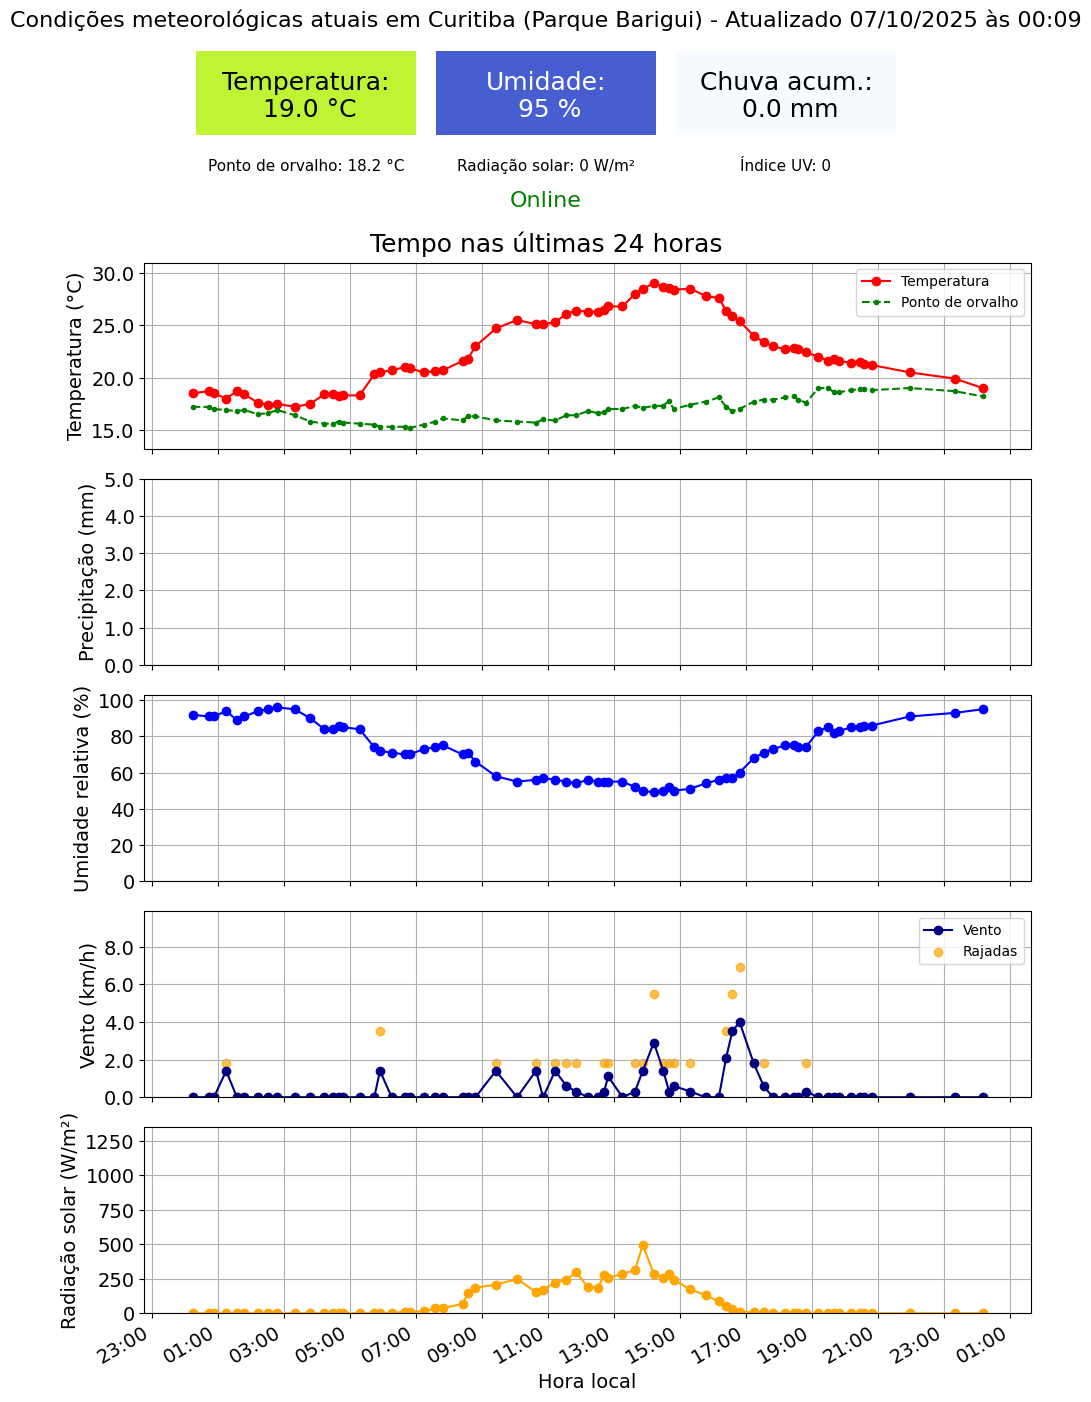 Condições meteorológicas atuais em Curitiba (Parque Barigui) - Atualizado 07/10/2025 às 00:09
Temperatura:
19.0 °C
Umidade:
95 %
Chuva acum.:
0.0 mm
Ponto de orvalho: 18.2 °C
Radiação solar: 0 W/m²
Índice UV: 0
Online
Tempo nas últimas 24 horas
Temperatura (°C)
30.0
25.0
20.0
15.0
Temperatura
Ponto de orvalho
Precipitação (mm)
5.0
4.0
3.0
2.0
1.0
0.0
Umidade relativa (%)
100
80
60
40
20
0
Vento (km/h)
8.0
6.0
4.0
2.0
0.0
Vento
Rajadas
Radiação solar (W/m²)
1250
1000
750
500
250
0
23:00 01:00 03:00 05:00 07:00 09:00 11:00 13:00 15:00 17:00 19:00 21:00 23:00 01:00
Hora local